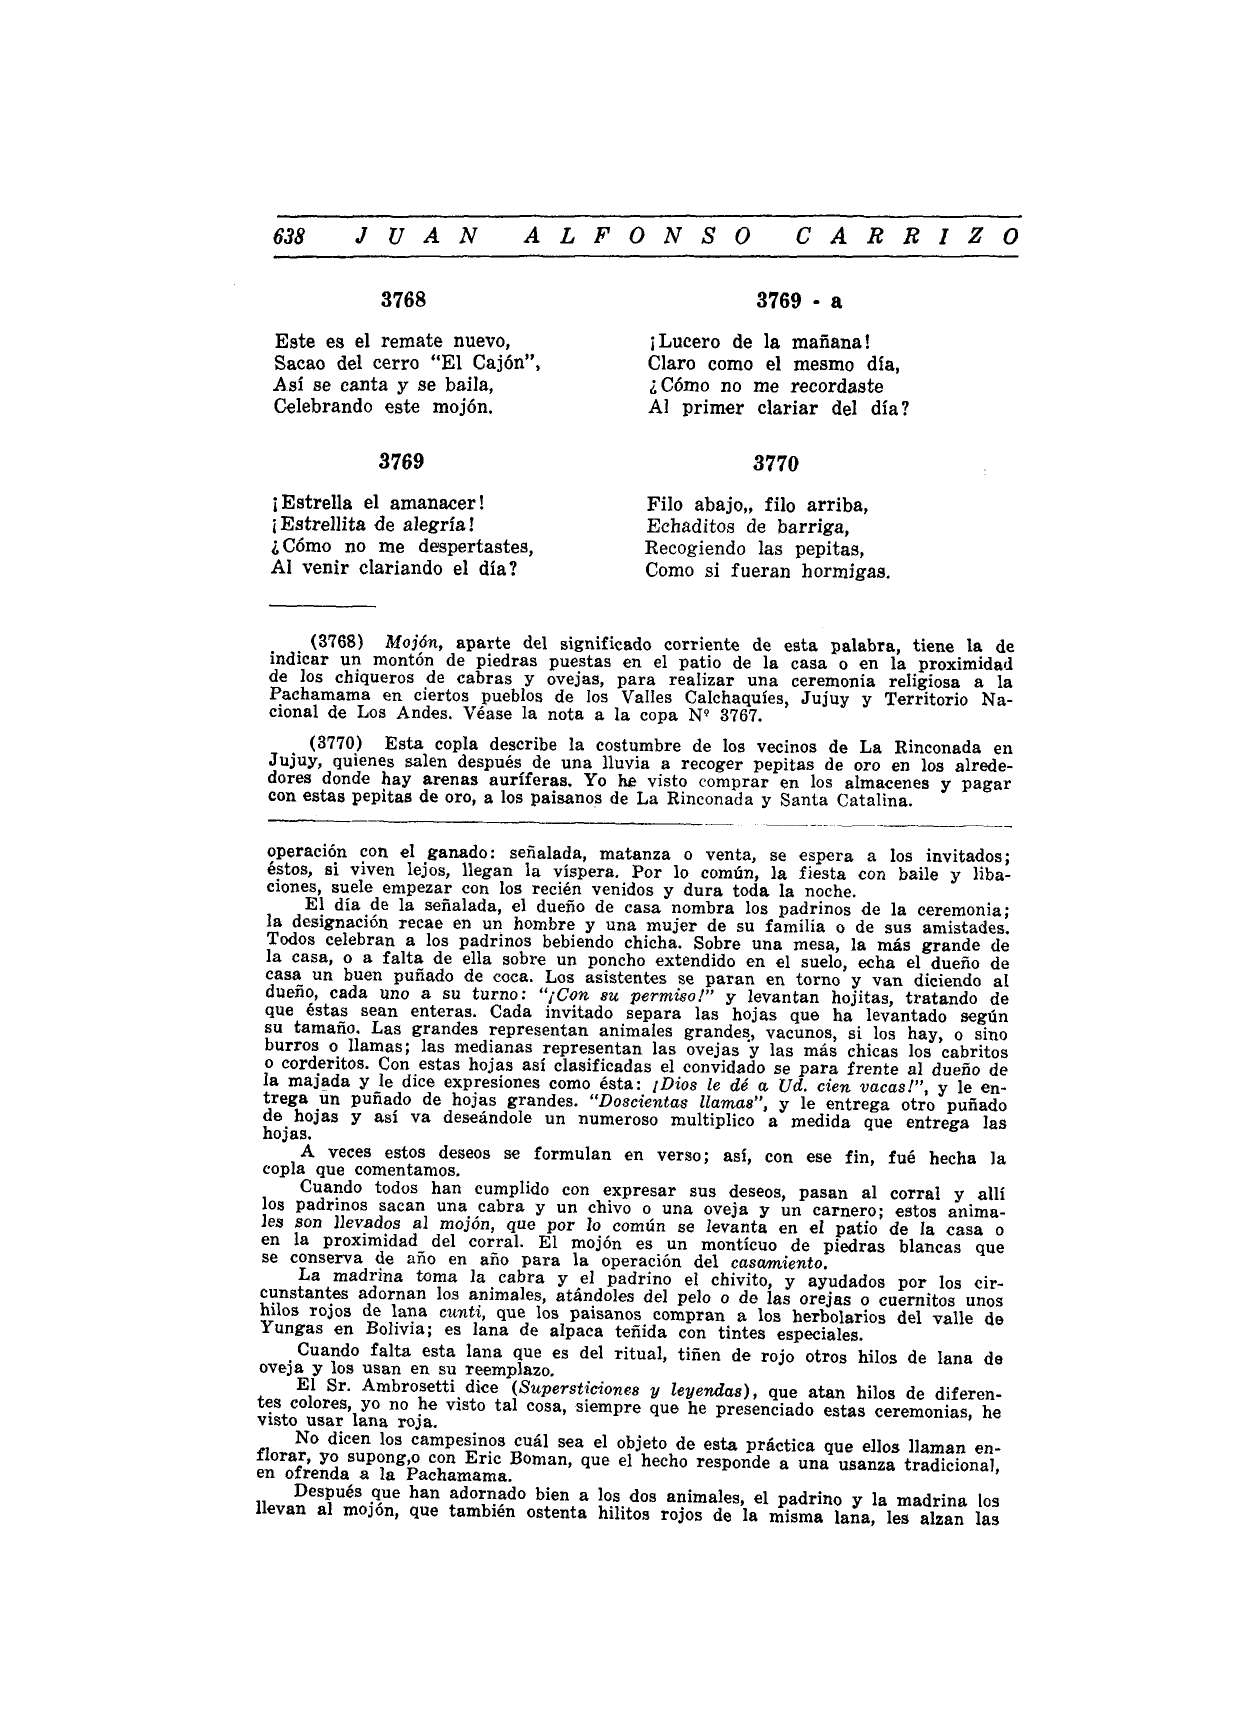 638 JUAN ALFONSO CARRIZO
3768
Este es el remate nuevo,
Sacao del cerro “El Cajón”,
Así se canta y se baila,
Celebrando este mojón.
3769
¡Estrella el amanacer!
¡Estrellita de alegría!
¿Cómo no me despertastes,
Al venir clariando el día?
3769 - a
¡Lucero de la mañana!
Claro como el mesmo día,
¿Cómo no me recordaste
Al primer clariar del día?
3770
Filo abajo,, filo arriba,
Echaditos de barriga,
Recogiendo las pepitas,
Como si fueran hormigas.
(3768) Mojón, aparte del significado corriente de esta palabra, tiene la de
indicar un montón de piedras puestas en el patio de la casa o en la proximidad
de los chiqueros de cabras y ovejas, para realizar una ceremonia religiosa a la
Pachamama en ciertos pueblos de los Valles Calchaquíes, Jujuy y Territorio Na-
cional de Los Andes. Véase la nota a la copa Nº 3767.
(3770) Esta copla describe la costumbre de los vecinos de La Rinconada en
Jujuy, quienes salen después de una lluvia a recoger pepitas de oro en los alrede-
dores donde hay arenas auríferas. Yo he visto comprar en los almacenes y pagar
con estas pepitas de oro, a los paisanos de La Rinconada y Santa Catalina.
operación con el ganado: señalada, matanza o venta, se espera a los invitados;
éstos, si viven lejos, llegan la víspera. Por lo común, la fiesta con baile y liba-
ciones, suele empezar con los recién venidos y dura toda la noche.
El día de la señalada, el dueño de casa nombra los padrinos de la ceremonia;
la designación recae en un hombre y una mujer de su familia o de sus amistades.
Todos celebran a los padrinos bebiendo chicha. Sobre una mesa, la más grande de
la casa, o a falta de ella sobre un poncho extendido en el suelo, echa el dueño de
casa un buen puñado de coca. Los asistentes se paran en torno y van diciendo al
dueño, cada uno a su turno: “¡Con su permiso!” y levantan hojitas, tratando de
que éstas sean enteras. Cada invitado separa las hojas que ha levantado según
su tamaño. Las grandes representan animales grandes, vacunos, si los hay, o sino
burros o llamas; las medianas representan las ovejas y las más chicas los cabritos
o corderitos. Con estas hojas así clasificadas el convidado se para frente al dueño de
la majada y le dice expresiones como ésta: ¡Dios le dé a Ud. cien vacas!”, y le en-
trega un puñado de hojas grandes. “Doscientas llamas”, y le entrega otro puñado
de hojas y así va deseándole un numeroso multiplico a medida que entrega las
hojas.
A veces estos deseos se formulan en verso; así, con ese fin, fué hecha la
copla que comentamos.
Cuando todos han cumplido con expresar sus deseos, pasan al corral y allí
los padrinos sacan una cabra y un chivo o una oveja y un carnero; estos anima-
les son llevados al mojón, que por lo común se levanta en el patio de la casa o
en la proximidad del corral. El mojón es un montícuo de piedras blancas que
se conserva de año en año para la operación del casamiento.
La madrina toma la cabra y el padrino el chivito, y ayudados por los cir-
cunstantes adornan los animales, atándoles del pelo o de las orejas o cuernitos unos
hilos rojos de lana cunti, que los paisanos compran a los herbolarios del valle de
Yungas en Bolivia; es lana de alpaca teñida con tintes especiales.
Cuando falta esta lana que es del ritual, tiñen de rojo otros hilos de lana de
oveja y los usan en su reemplazo.
El Sr. Ambrosetti dice (Supersticiones y leyendas), que atan hilos de diferen-
tes colores, yo no he visto tal cosa, siempre que he presenciado estas ceremonias, he
visto usar lana roja.
No dicen los campesinos cuál sea el objeto de esta práctica que ellos llaman en-
florar, yo supong,o con Eric Boman, que el hecho responde a una usanza tradicional,
en ofrenda a la Pachamama.
Después que han adornado bien a los dos animales, el padrino y la madrina los
llevan al mojón, que también ostenta hilitos rojos de la misma lana, les alzan las